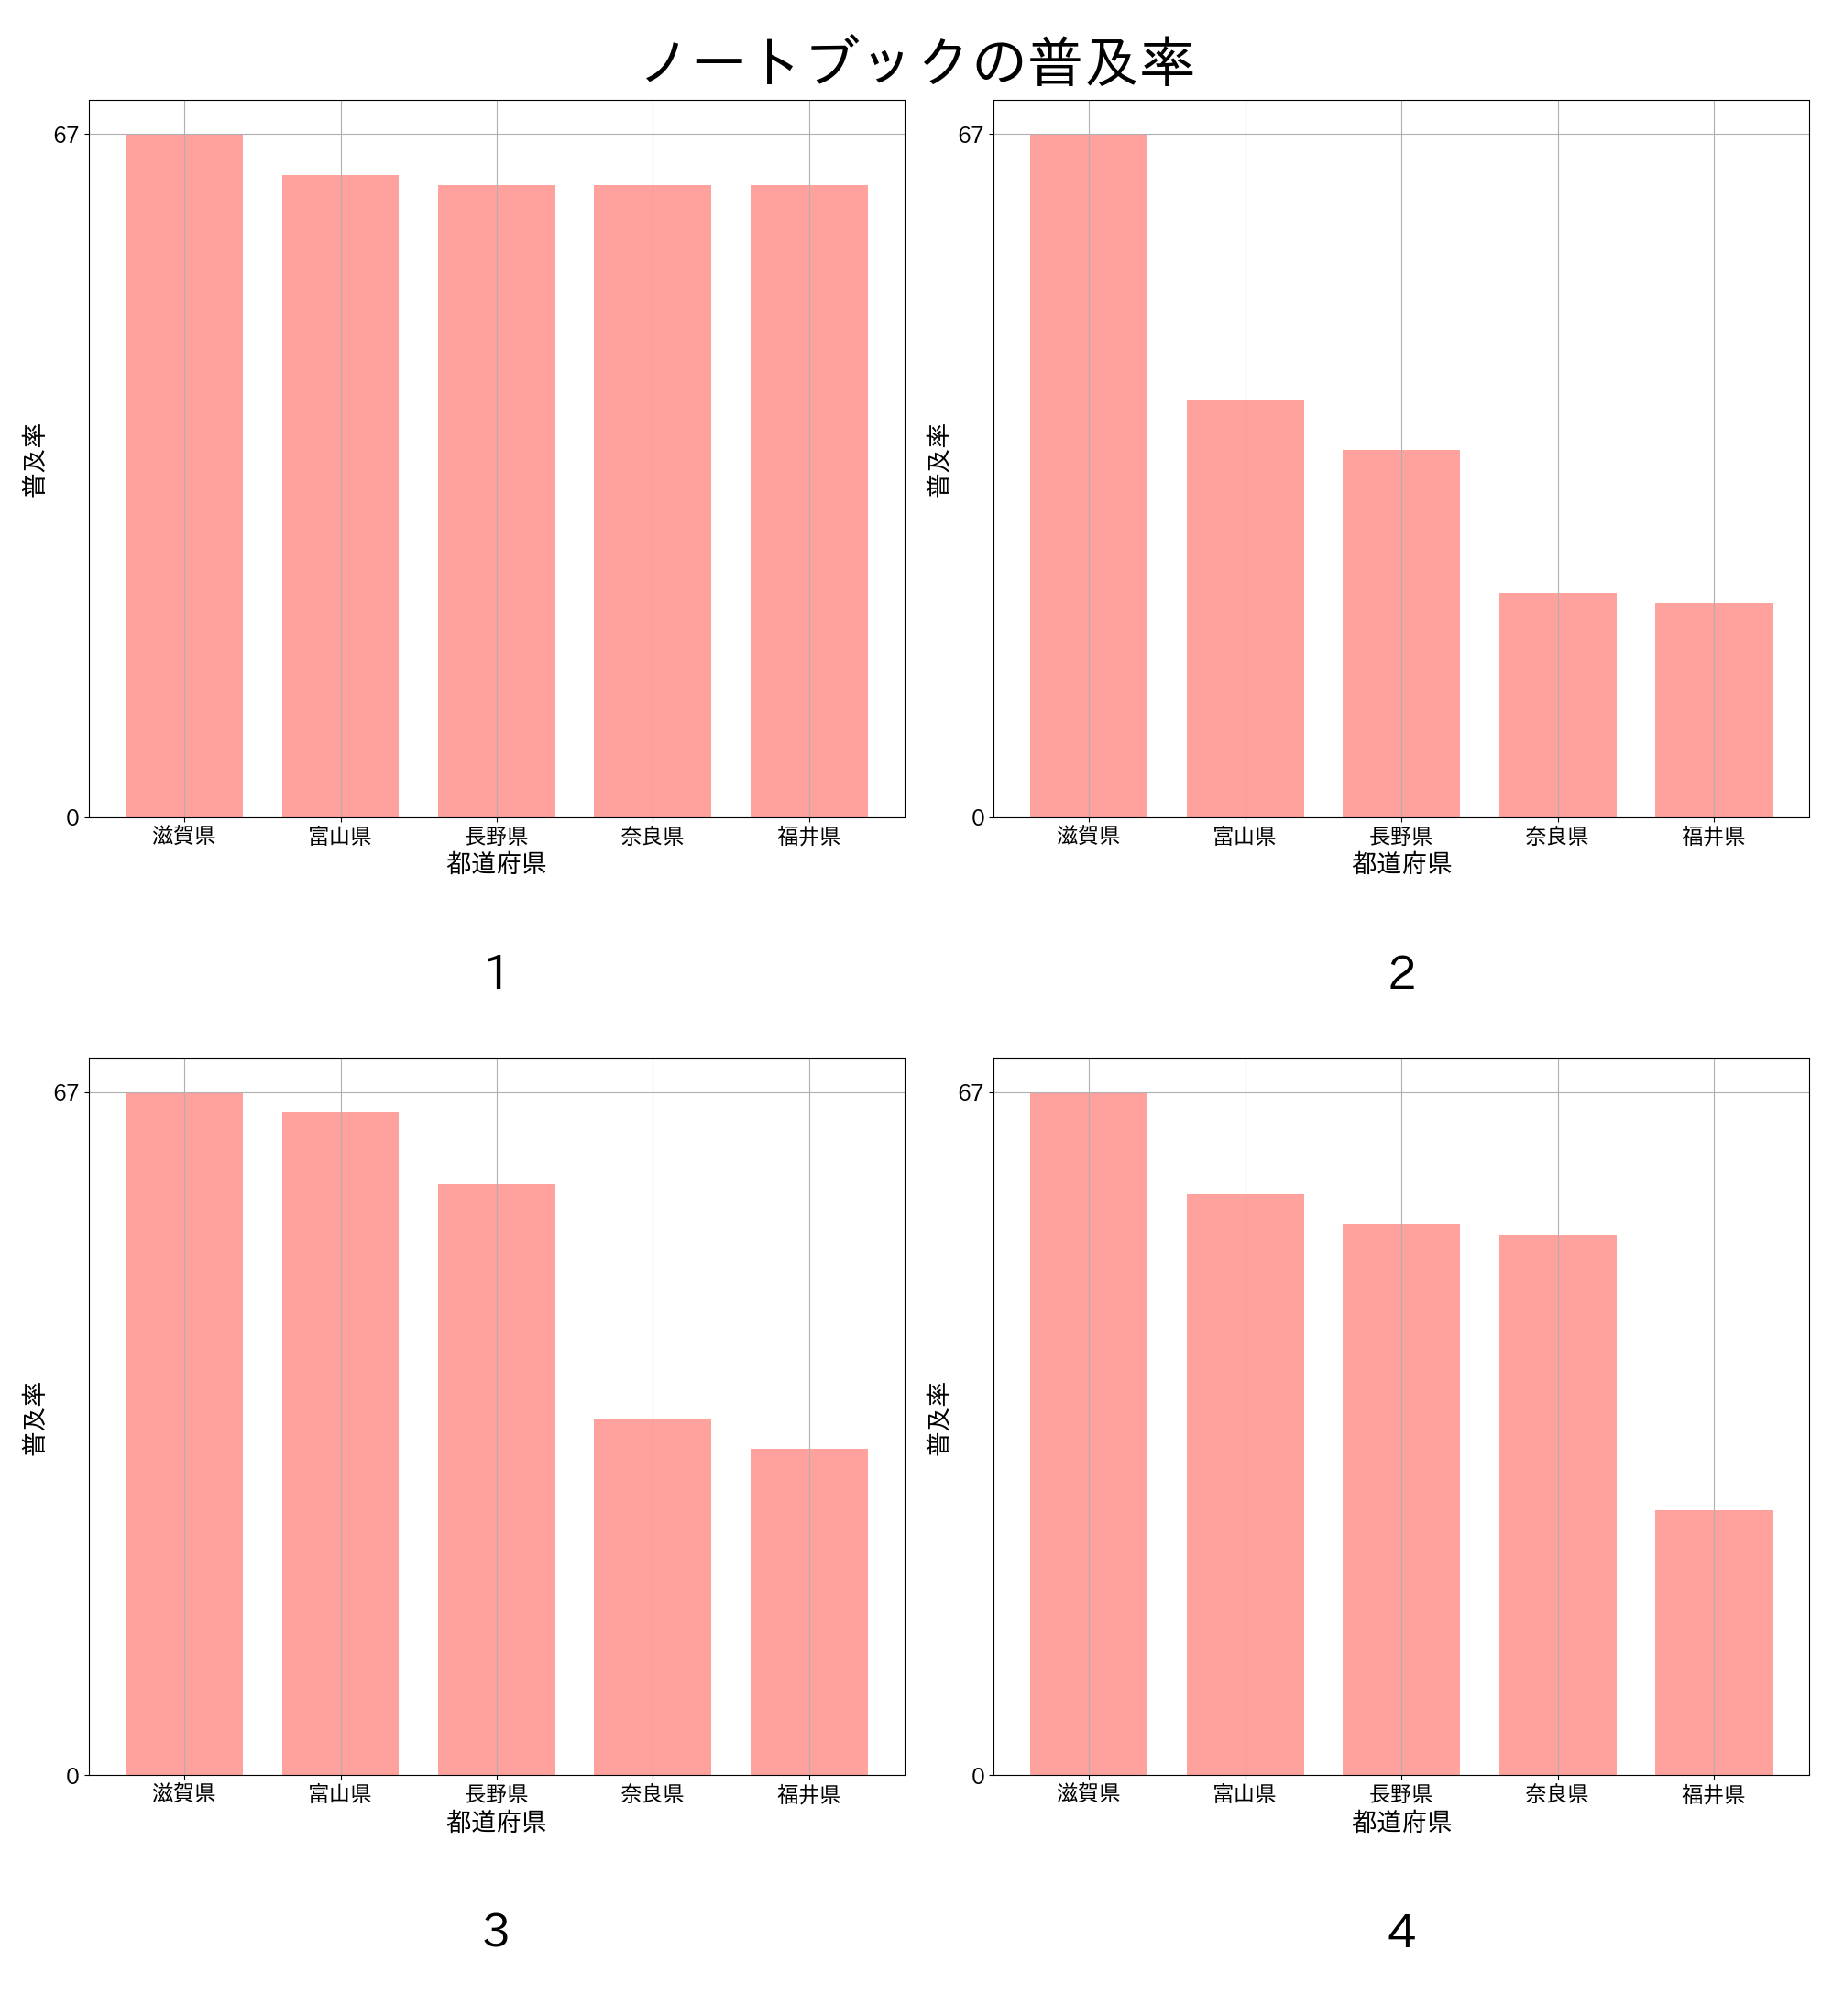 ノートブックの普及率
67
0
普及率
滋賀県 富山県 長野県 奈良県 福井県
都道府県
1
67
0
普及率
滋賀県 富山県 長野県 奈良県 福井県
都道府県
2
67
0
普及率
滋賀県 富山県 長野県 奈良県 福井県
都道府県
3
67
0
普及率
滋賀県 富山県 長野県 奈良県 福井県
都道府県
4